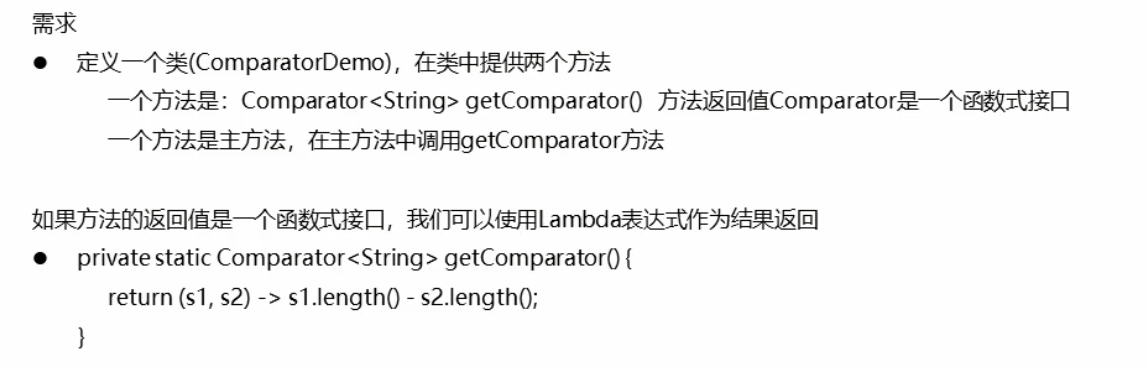 需求
● 定义一个类(ComparatorDemo)，在类中提供两个方法
一个方法是：Comparator<String> getComparator() 方法返回值Comparator是一个函数式接口
一个方法是主方法，在主方法中调用getComparator方法
如果方法的返回值是一个函数式接口，我们可以使用Lambda表达式作为结果返回
● private static Comparator<String> getComparator() {
return (s1, s2) -> s1.length() - s2.length();
}